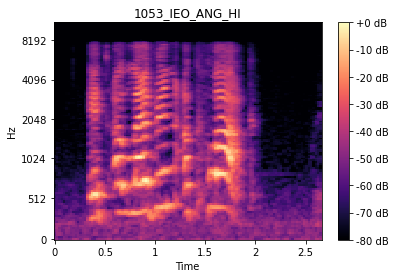 1053_IEO_ANG_HI
+0 dB
8192
-10 dB
4096
-20 dB
-30 dB
2048
-40 dB
Hz
1024
-50 dB
512
-60 dB
-70 dB
0
-80 dB
0 0.5 1 1.5 2 2.5
Time